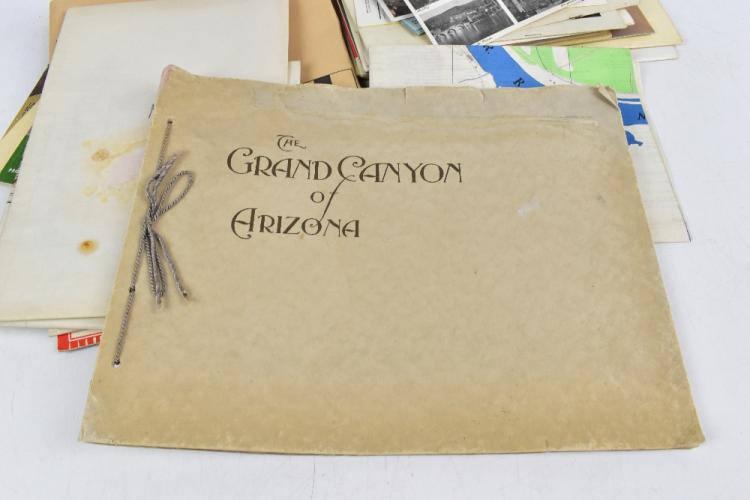 The
Grand Canyon
of
Arizona